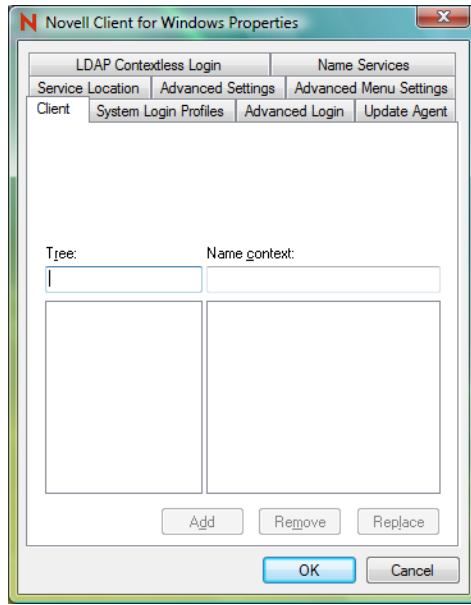 Novell Client for Windows Properties
LDAP Contextless Login Name Services
Service Location Advanced Settings Advanced Menu Settings
Client System Login Profiles Advanced Login Update Agent
Tree: Name context:
Add Remove Replace
OK Cancel